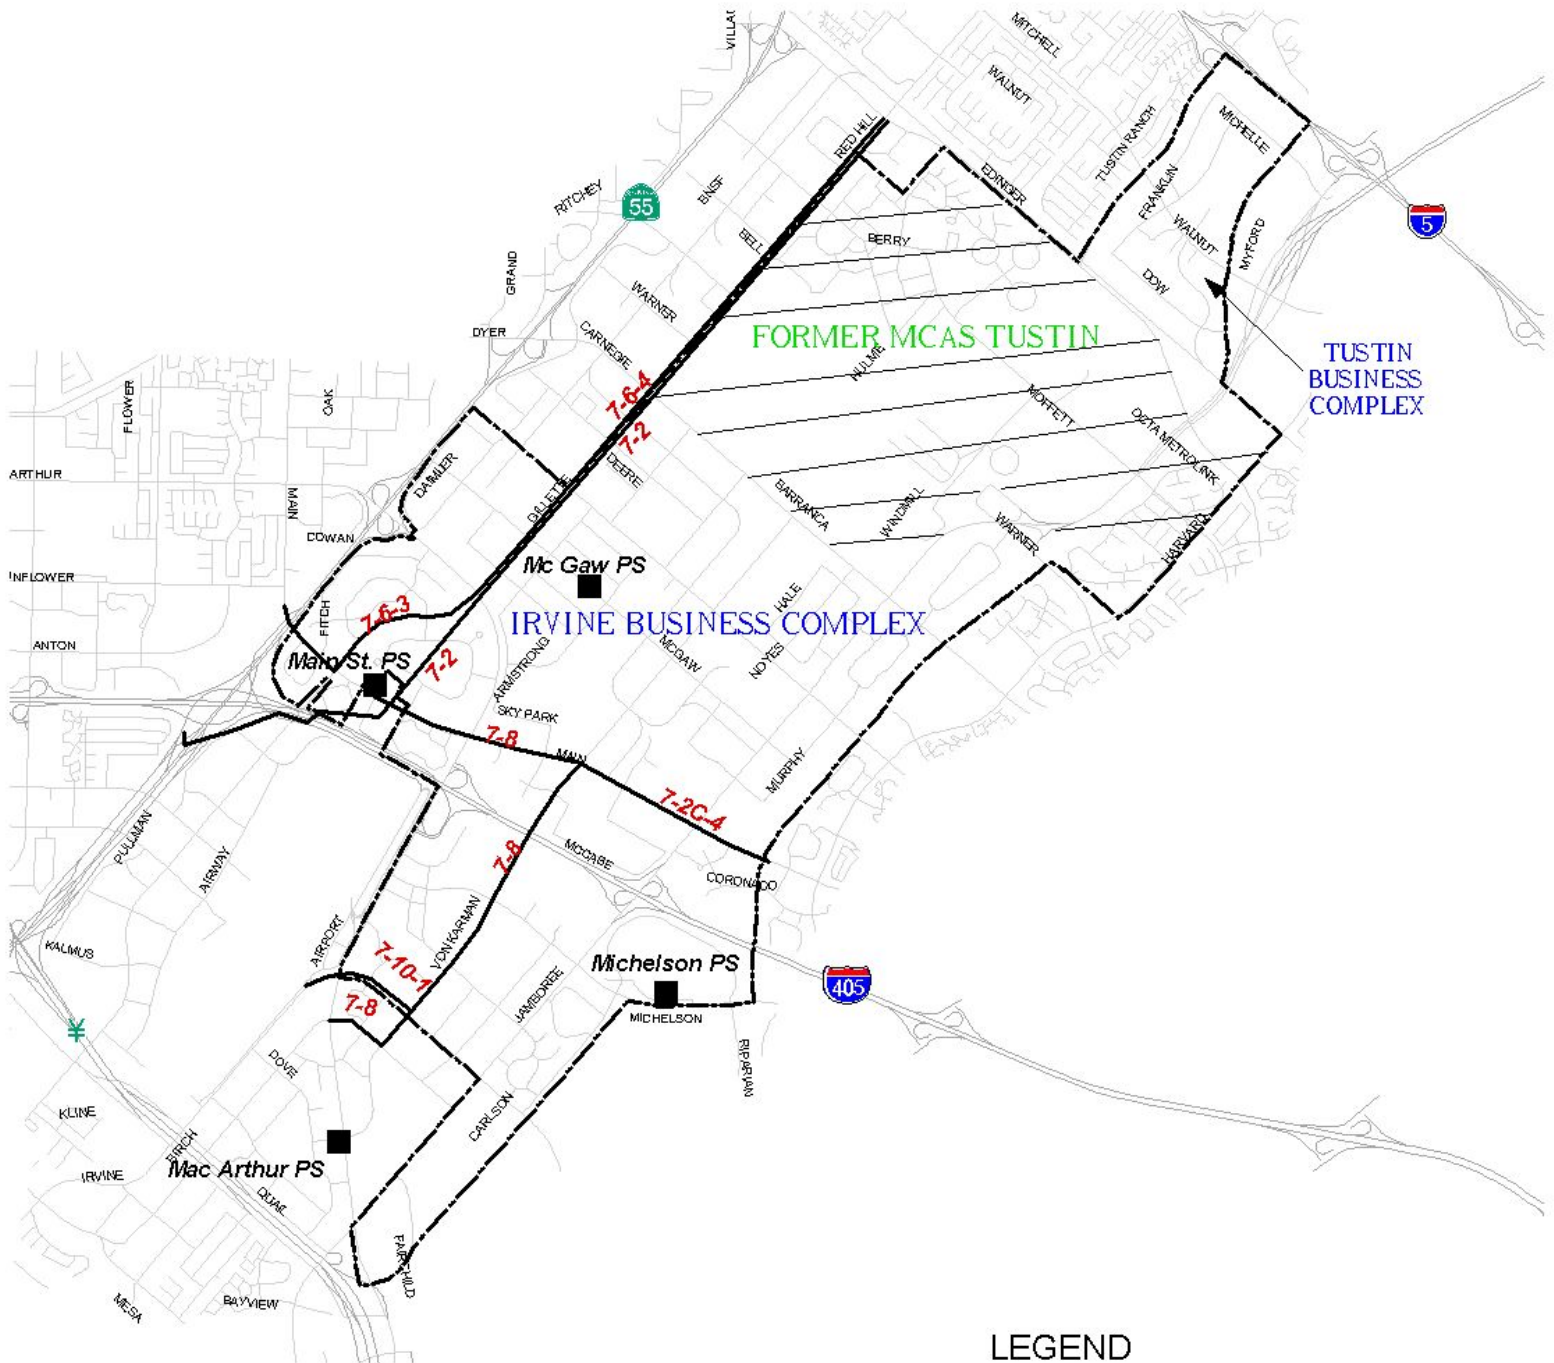 VILLA
MITCHELL
WALNUT
MICHELLE
TUSTIN RANCH
RED HILL
EDINGER
FRANKLIN
BNSF
RITCHEY
55
5
WALNUT
MYFORD
BELL
BERRY
GRAND
DOW
WARNER
DYER
CARNEGIE
FORMER MCAS TUSTIN
HULME
TUSTIN
BUSINESS
COMPLEX
7-6-4
7-2
MOFFETT
OCTA METROLINK
FLOWER
OAK
DEERE
DAIMLER
ARTHUR
GILLETTE
BARRANCA
WINDMILL
MAIN
WARNER
HARVARD
COWAN
Mc Gaw PS
NFLOWER
HALE
FITCH
7-6-3
IRVINE BUSINESS COMPLEX
ANTON
Main St. PS
7-2
ARMSTRONG
MCGAW
NOYES
SKY PARK
7-8
MAIN
MURPHY
7-2C-4
PULLMAN
AIRWAY
7-8
MCCABE
CORONADO
AIRPORT
VON KARMAN
KALMUS
7-10-1
Michelson PS
405
JAMBOREE
7-8
MICHELSON
¥
RIPARIAN
DOVE
KLINE
CARLSON
BIRCH
Mac Arthur PS
IRVINE
QUAIL
FAIRCHILD
MESA
BAYVIEW
LEGEND